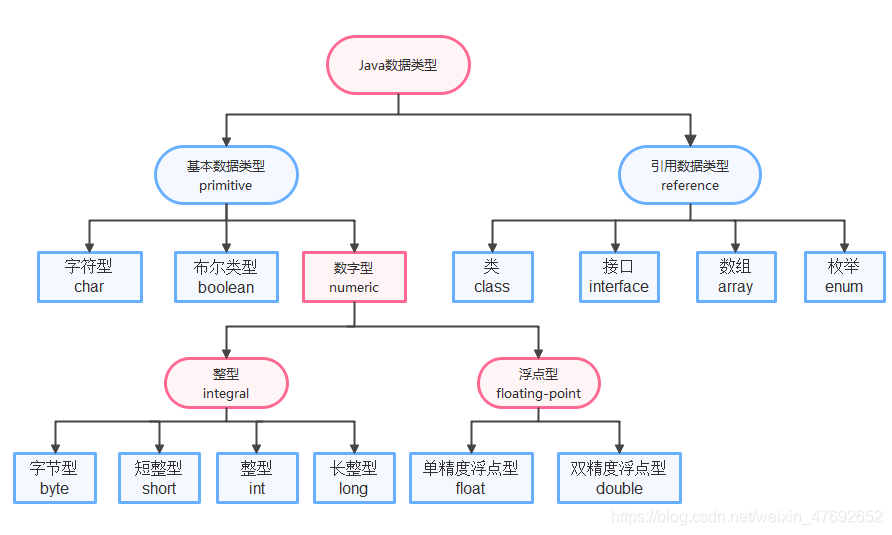 Java数据类型
基本数据类型
primitive
引用数据类型
reference
字符型
char
布尔类型
boolean
数字型
numeric
类
class
接口
interface
数组
array
枚举
enum
整型
integral
浮点型
floating-point
字节型
byte
短整型
short
整型
int
长整型
long
单精度浮点型
float
双精度浮点型
double
https://blog.csdn.net/weixin_47692652